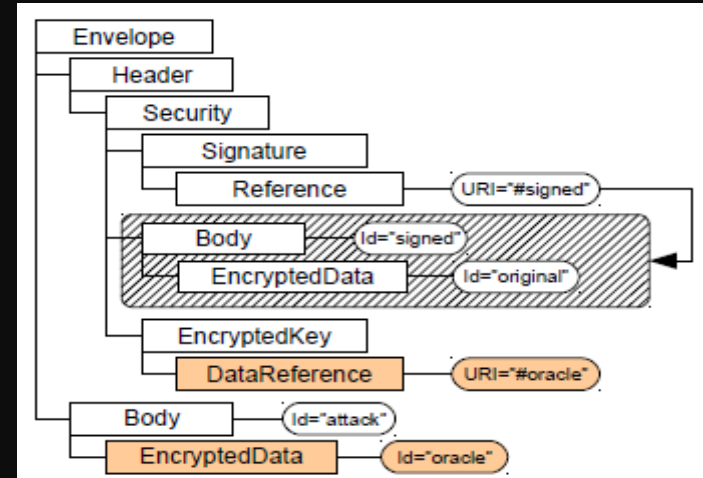 Envelope
Header
Security
Signature
Reference URI="#signed"
Body Id="signed"
EncryptedData Id="original"
EncryptedKey
DataReference URI="#oracle"
Body Id="attack"
EncryptedData Id="oracle"